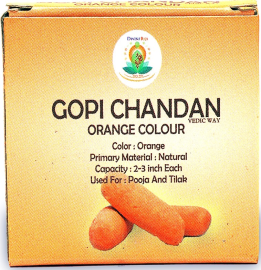 GOPI CHANDAN
VEDIC WAY
ORANGE COLOUR
Color : Orange
Primary Material : Natural
Capacity : 2-3 inch Each
Used For : Pooja And Tilak